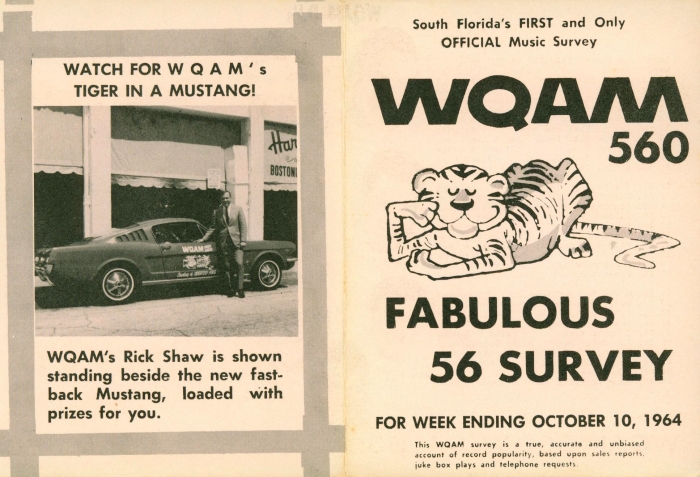 WATCH FOR W Q A M ' s
TIGER IN A MUSTANG!
Har
BOSTON
WQAM
WQAM's Rick Shaw is shown
standing beside the new fast-
back Mustang, loaded with
prizes for you.
South Florida's FIRST and Only
OFFICIAL Music Survey
WQAM
560
FABULOUS
56 SURVEY
FOR WEEK ENDING OCTOBER 10, 1964
This WQAM survey is a true, accurate and unbiased
account of record popularity, based upon sales reports,
juke box plays and telephone requests.